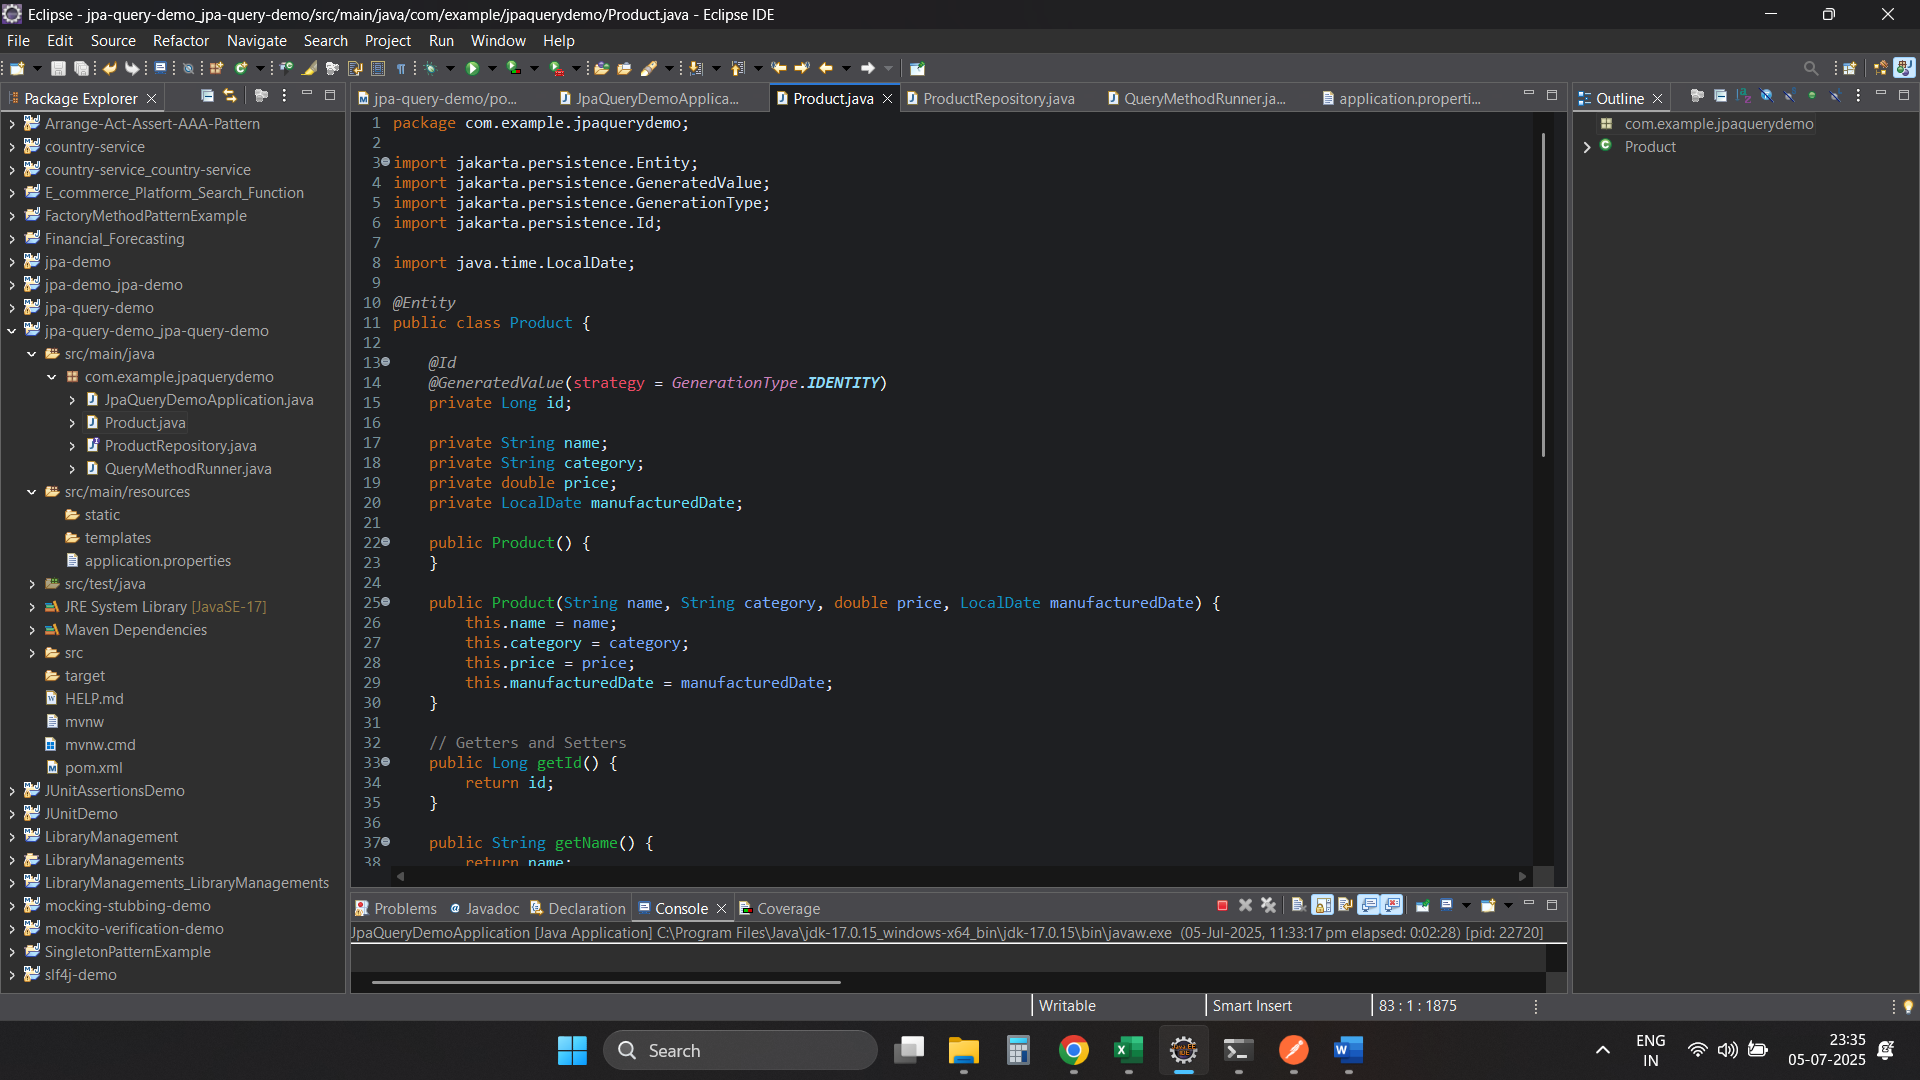 Eclipse - jpa-query-demo_jpa-query-demo/src/main/java/com/example/jpaquerydemo/Product.java - Eclipse IDE
File Edit Source Refactor Navigate Search Project Run Window Help
Package Explorer
Arrange-Act-Assert-AAA-Pattern
country-service
country-service_country-service
E_commerce_Platform_Search_Function
FactoryMethodPatternExample
Financial_Forecasting
jpa-demo
jpa-demo_jpa-demo
jpa-query-demo
jpa-query-demo_jpa-query-demo
src/main/java
com.example.jpaquerydemo
JpaQueryDemoApplication.java
Product.java
ProductRepository.java
QueryMethodRunner.java
src/main/resources
static
templates
application.properties
src/test/java
JRE System Library [JavaSE-17]
Maven Dependencies
src
target
HELP.md
mvnw
mvnw.cmd
pom.xml
JUnitAssertionsDemo
JUnitDemo
LibraryManagement
LibraryManagements
LibraryManagements_LibraryManagements
mocking-stubbing-demo
mockito-verification-demo
SingletonPatternExample
slf4j-demo
jpa-query-demo/po... JpaQueryDemoApplica... Product.java ProductRepository.java QueryMethodRunner.ja... application.properti...
1 package com.example.jpaquerydemo;
2
3 import jakarta.persistence.Entity;
4 import jakarta.persistence.GeneratedValue;
5 import jakarta.persistence.GenerationType;
6 import jakarta.persistence.Id;
7
8 import java.time.LocalDate;
9
10 @Entity
11 public class Product {
12
13     @Id
14     @GeneratedValue(strategy = GenerationType.IDENTITY)
15     private Long id;
16
17     private String name;
18     private String category;
19     private double price;
20     private LocalDate manufacturedDate;
21
22     public Product() {
23     }
24
25     public Product(String name, String category, double price, LocalDate manufacturedDate) {
26         this.name = name;
27         this.category = category;
28         this.price = price;
29         this.manufacturedDate = manufacturedDate;
30     }
31
32     // Getters and Setters
33     public Long getId() {
34         return id;
35     }
36
37     public String getName() {
38         return name;
Outline
com.example.jpaquerydemo
Product
Problems Javadoc Declaration Console Coverage
JpaQueryDemoApplication [Java Application] C:\Program Files\Java\jdk-17.0.15_windows-x64_bin\jdk-17.0.15\bin\javaw.exe (05-Jul-2025, 11:33:17 pm elapsed: 0:02:28) [pid: 22720]
Writable Smart Insert 83 : 1 : 1875
Search
ENG
IN
23:35
05-07-2025